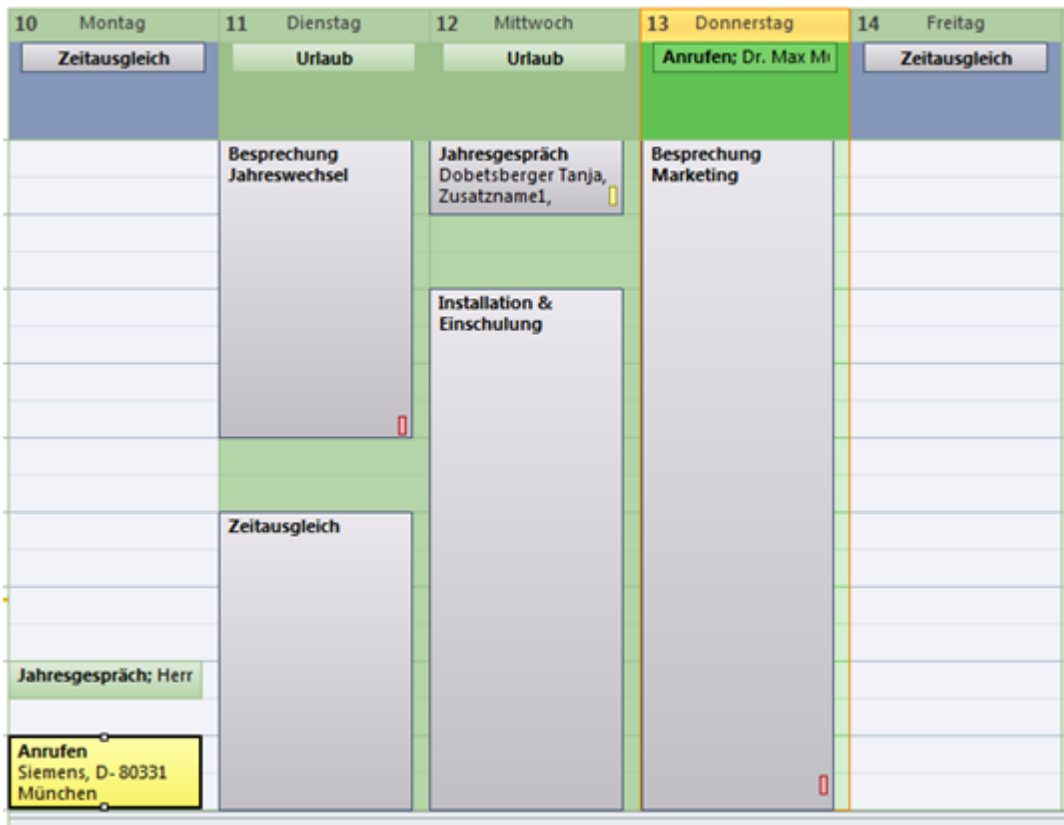 10 Montag
11 Dienstag
12 Mittwoch
13 Donnerstag
14 Freitag
Zeitausgleich
Urlaub
Urlaub
Anrufen; Dr. Max
Zeitausgleich
Besprechung
Jahreswechsel
Jahresgespräch
Dobetsberger Tanja,
Zusatzname1,
Besprechung
Marketing
Installation &
Einschulung
Zeitausgleich
Jahresgespräch; Herr
Anrufen
Siemens, D- 80331
München